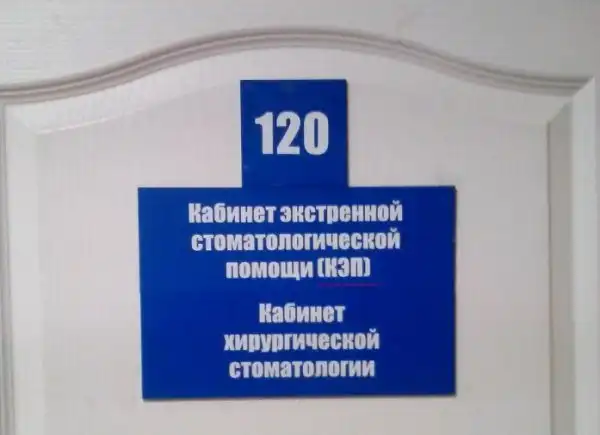 120
Кабинет экстренной
стоматологической
помощи (КЭП)
Кабинет
хирургической
стоматологии